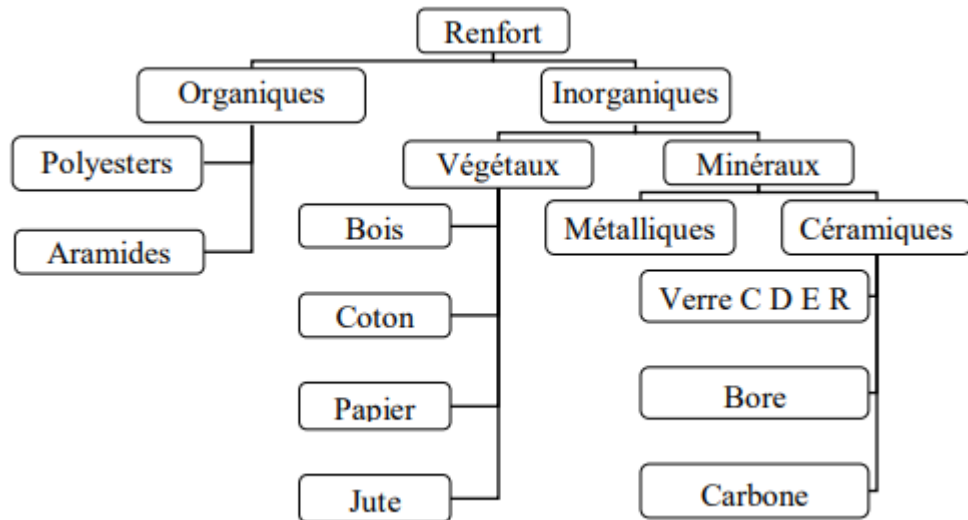 Renfort
Organiques
Inorganiques
Polyesters
Végétaux
Minéraux
Aramides
Bois
Métalliques
Céramiques
Verre C D E R
Coton
Bore
Papier
Jute
Carbone